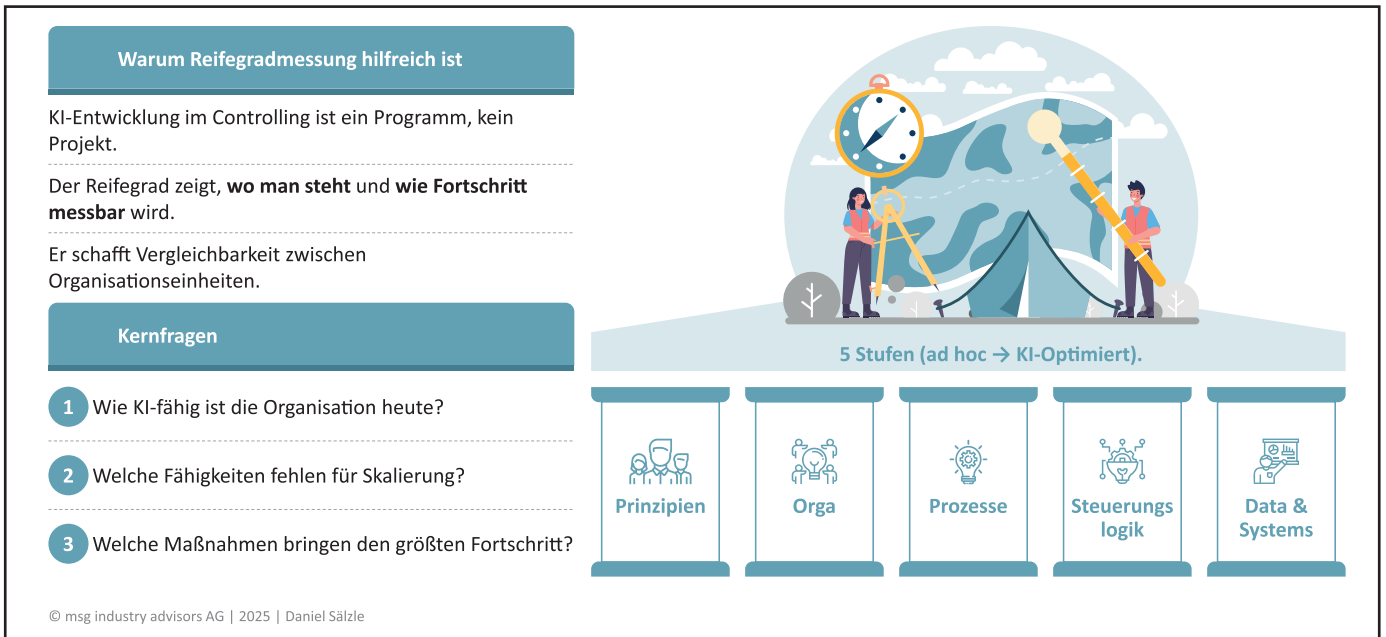 Warum Reifegradmessung hilfreich ist
KI-Entwicklung im Controlling ist ein Programm, kein
Projekt.
Der Reifegrad zeigt, wo man steht und wie Fortschritt
messbar wird.
Er schafft Vergleichbarkeit zwischen
Organisationseinheiten.
Kernfragen
1 Wie KI-fähig ist die Organisation heute?
2 Welche Fähigkeiten fehlen für Skalierung?
3 Welche Maßnahmen bringen den größten Fortschritt?
5 Stufen (ad hoc → KI-Optimiert).
Prinzipien
Orga
Prozesse
Steuerungs
logik
Data &
Systems
© msg industry advisors AG | 2025 | Daniel Sälzle